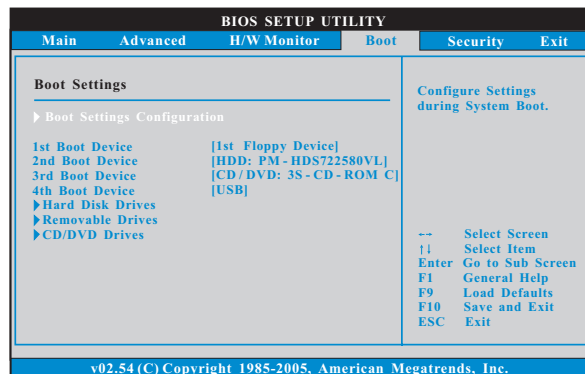 BIOS SETUP UTILITY
Main Advanced H/W Monitor Boot Security Exit
Boot Settings
Boot Settings Configuration
1st Boot Device [1st Floppy Device]
2nd Boot Device [HDD: PM - HDS722580VL]
3rd Boot Device [CD / DVD: 3S - CD - ROM C]
4th Boot Device [USB]
Hard Disk Drives
Removable Drives
CD/DVD Drives
Configure Settings
during System Boot.
←→ Select Screen
↑↓ Select Item
Enter Go to Sub Screen
F1 General Help
F9 Load Defaults
F10 Save and Exit
ESC Exit
v02.54 (C) Copyright 1985-2005, American Megatrends, Inc.